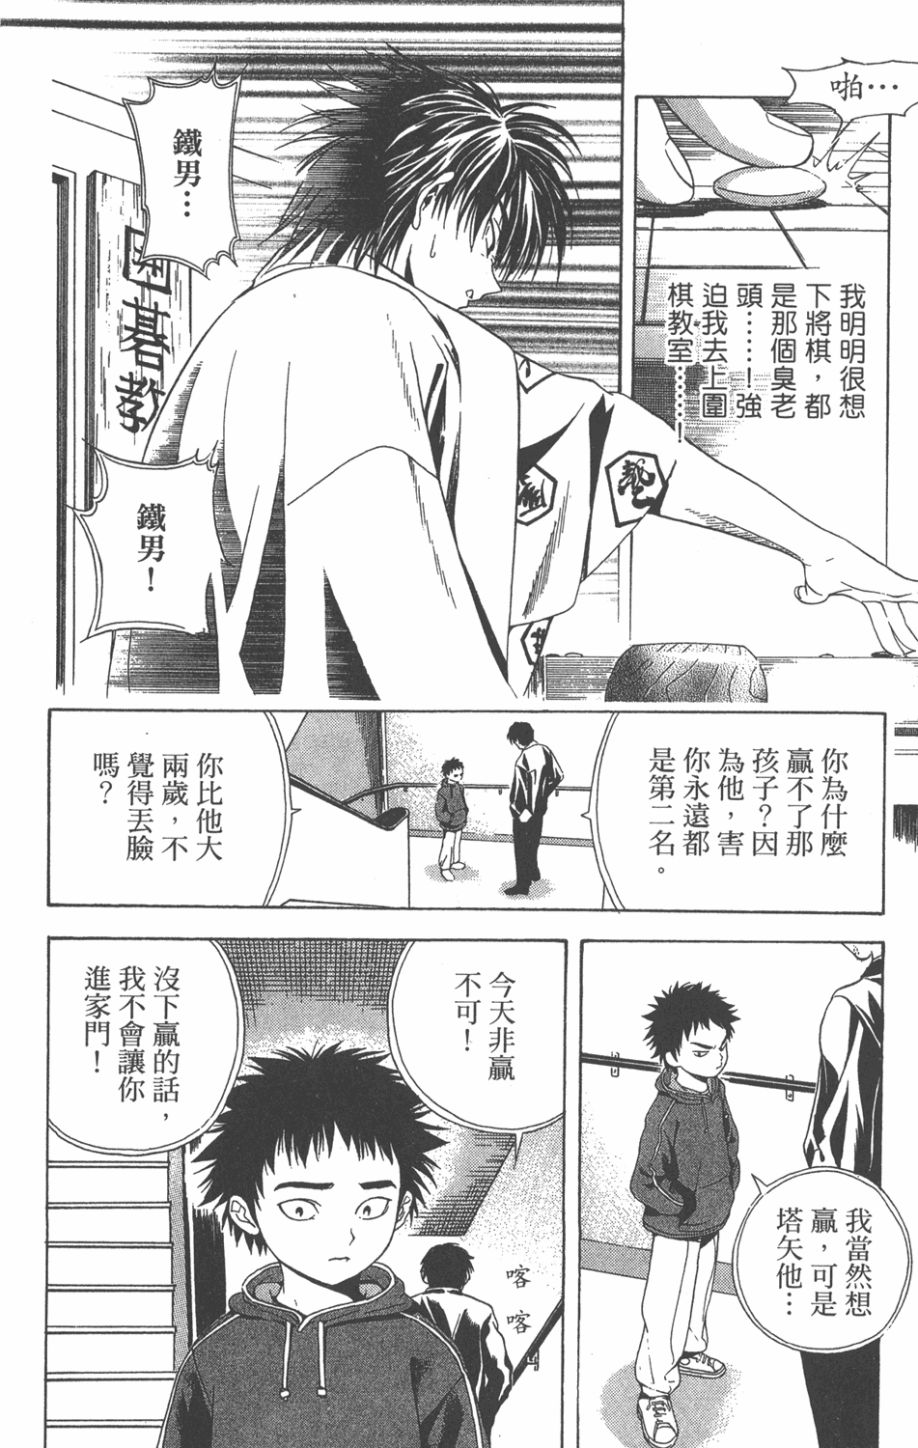 啪…
我明明很想
下將棋，都
是那個臭老
頭……！強
迫我去上圍
棋教室………！
鐵男…
圍碁教
鐵男！
你為什麼
贏不了那
孩子？因
為他，害
你永遠都
是第二名。
你比他大
兩歲，不
覺得丟臉
嗎？
我當然想
贏，可是
塔矢他…
今天非贏
不可！
喀
喀
沒下贏的話，
我不會讓你
進家門！